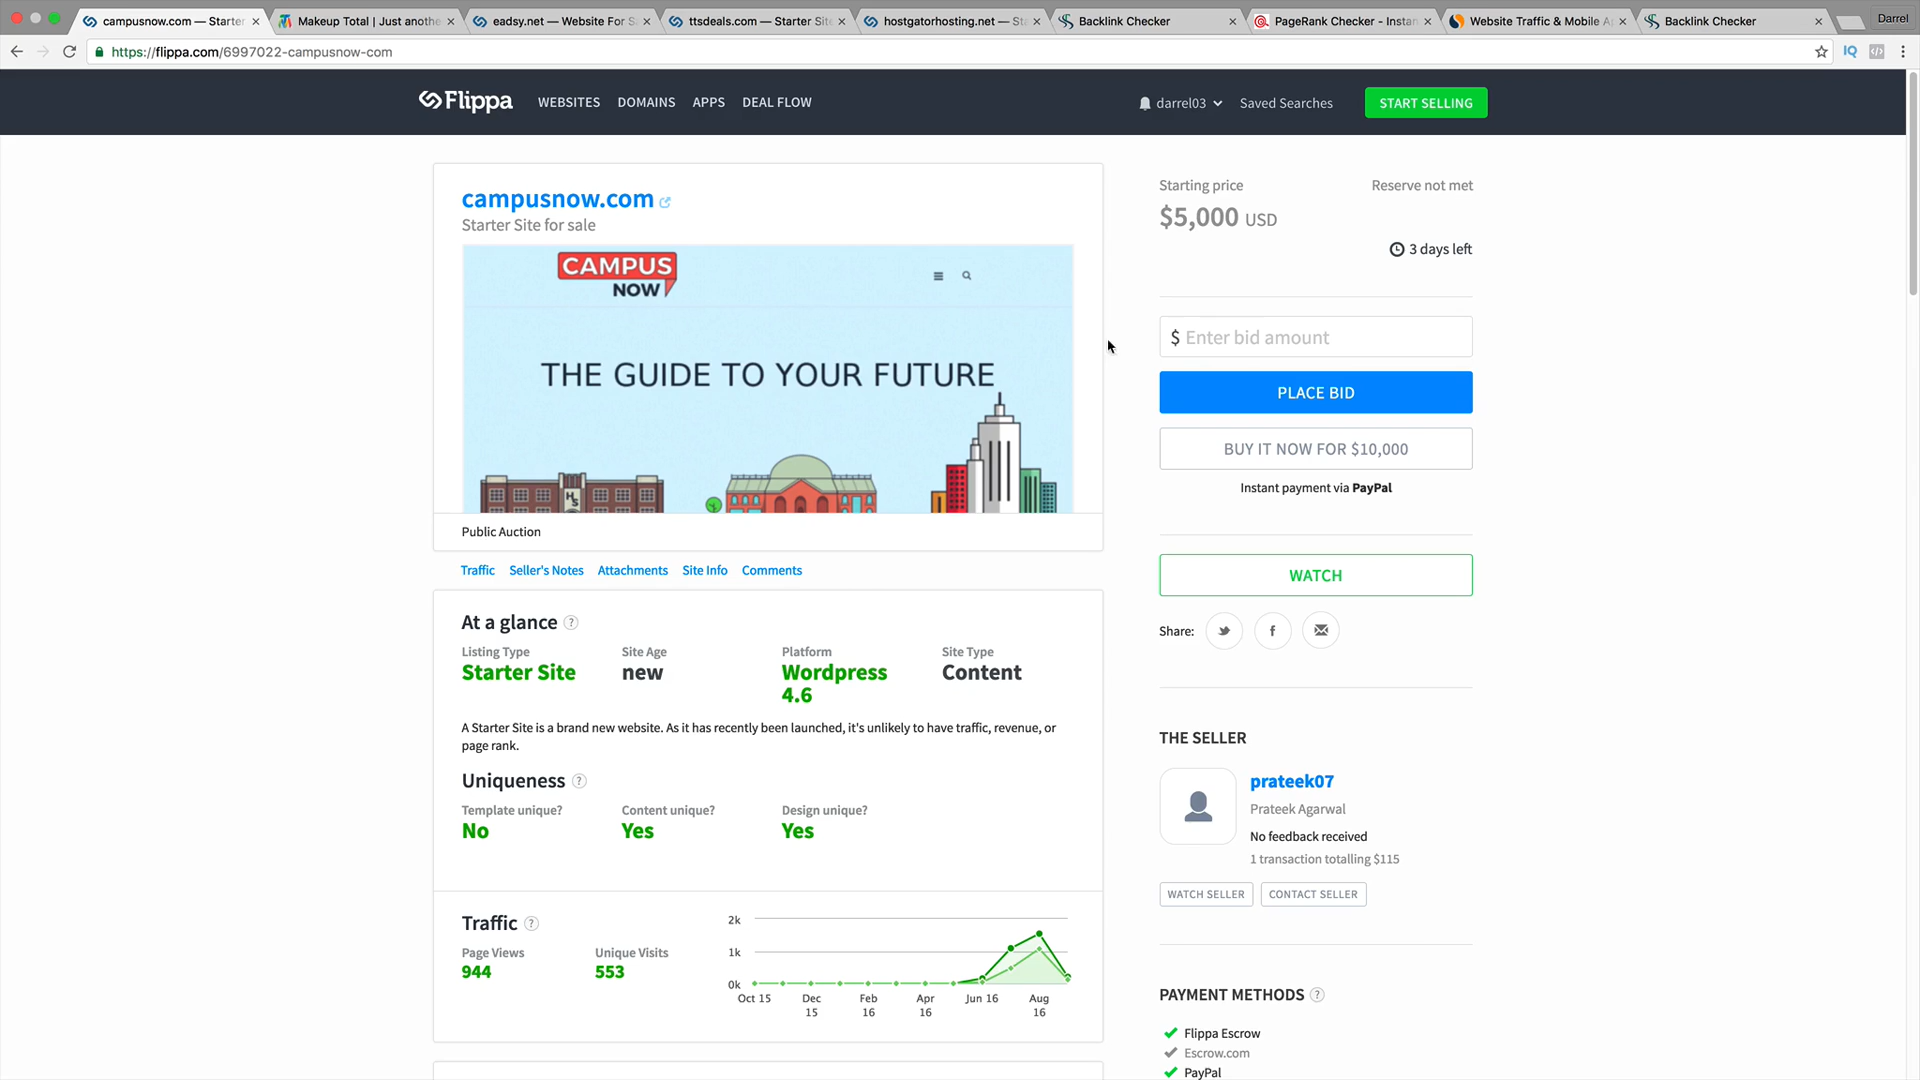 campusnow.com — Starter
Makeup Total | Just anothe
eadsy.net — Website For S
ttsdeals.com — Starter Site
hostgatorhosting.net — Sta
Backlink Checker
PageRank Checker - Instan
Website Traffic & Mobile A
Backlink Checker
Darrel
https://flippa.com/6997022-campusnow-com
IQ
Flippa
WEBSITES
DOMAINS
APPS
DEAL FLOW
darrel03
Saved Searches
START SELLING
campusnow.com
Starter Site for sale
CAMPUS
NOW
THE GUIDE TO YOUR FUTURE
HS
Public Auction
Starting price
Reserve not met
$5,000 USD
3 days left
$ Enter bid amount
PLACE BID
BUY IT NOW FOR $10,000
Instant payment via PayPal
WATCH
Share:
Traffic
Seller's Notes
Attachments
Site Info
Comments
At a glance ?
Listing Type
Starter Site
Site Age
new
Platform
Wordpress
4.6
Site Type
Content
A Starter Site is a brand new website. As it has recently been launched, it's unlikely to have traffic, revenue, or
page rank.
Uniqueness ?
Template unique?
No
Content unique?
Yes
Design unique?
Yes
Traffic ?
Page Views
944
Unique Visits
553
2k
1k
0k
Oct 15
Dec
15
Feb
16
Apr
16
Jun 16
Aug
16
THE SELLER
prateek07
Prateek Agarwal
No feedback received
1 transaction totalling $115
WATCH SELLER
CONTACT SELLER
PAYMENT METHODS ?
Flippa Escrow
Escrow.com
PayPal